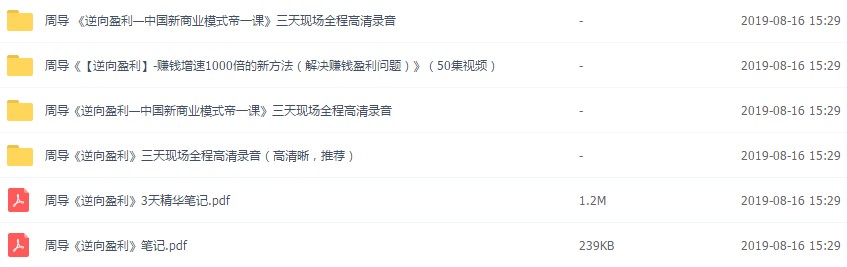 周导 《逆向盈利—中国新商业模式帝一课》三天现场全程高清录音 - 2019-08-16 15:29
周导《【逆向盈利】-赚钱增速1000倍的新方法（解决赚钱盈利问题）》（50集视频） - 2019-08-16 15:29
周导《逆向盈利—中国新商业模式帝一课》三天现场全程高清录音 - 2019-08-16 15:29
周导《逆向盈利》三天现场全程高清录音（高清晰，推荐） - 2019-08-16 15:29
周导《逆向盈利》3天精华笔记.pdf 1.2M 2019-08-16 15:29
周导《逆向盈利》笔记.pdf 239KB 2019-08-16 15:29